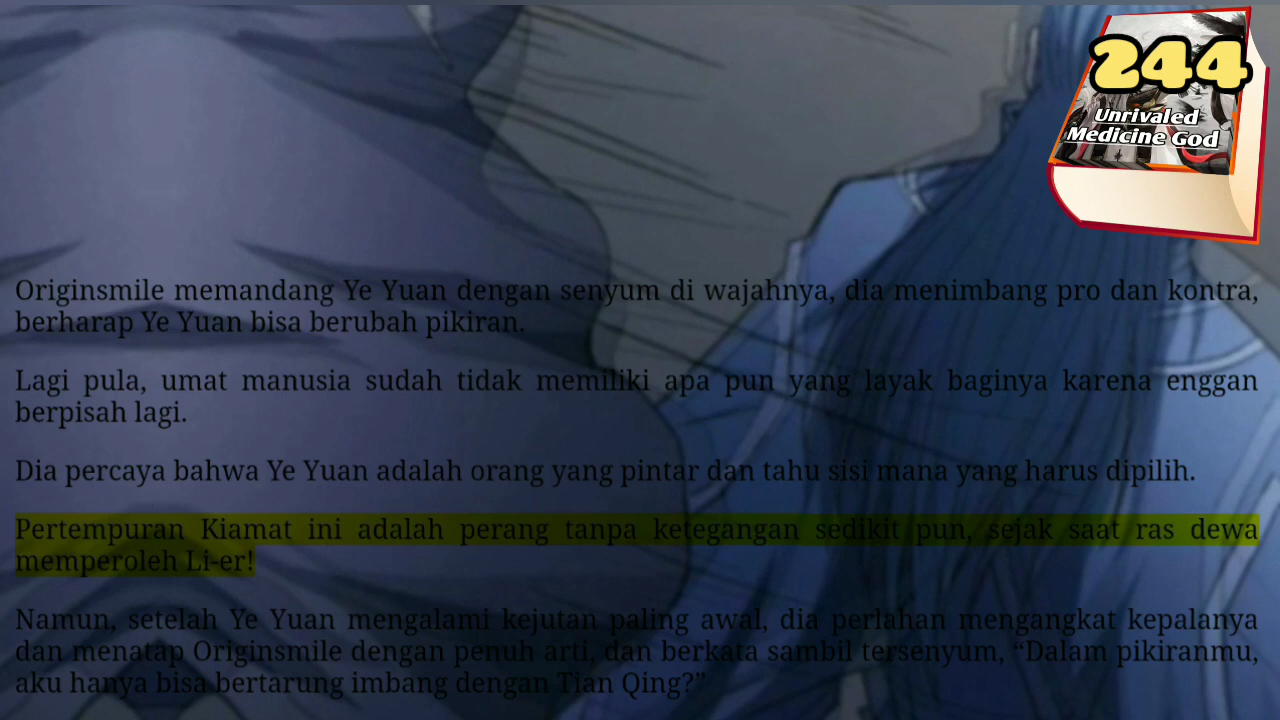 244
Unrivaled
Medicine God
Originsmile memandang Ye Yuan dengan senyum di wajahnya, dia menimbang pro dan kontra,
berharap Ye Yuan bisa berubah pikiran.
Lagi pula, umat manusia sudah tidak memiliki apa pun yang layak baginya karena enggan
berpisah lagi.
Dia percaya bahwa Ye Yuan adalah orang yang pintar dan tahu sisi mana yang harus dipilih.
Pertempuran Kiamat ini adalah perang tanpa ketegangan sedikit pun, sejak saat ras dewa
memperoleh Li-er!
Namun, setelah Ye Yuan mengalami kejutan paling awal, dia perlahan mengangkat kepalanya
dan menatap Originsmile dengan penuh arti, dan berkata sambil tersenyum, “Dalam pikiranmu,
aku hanya bisa bertarung imbang dengan Tian Qing?”